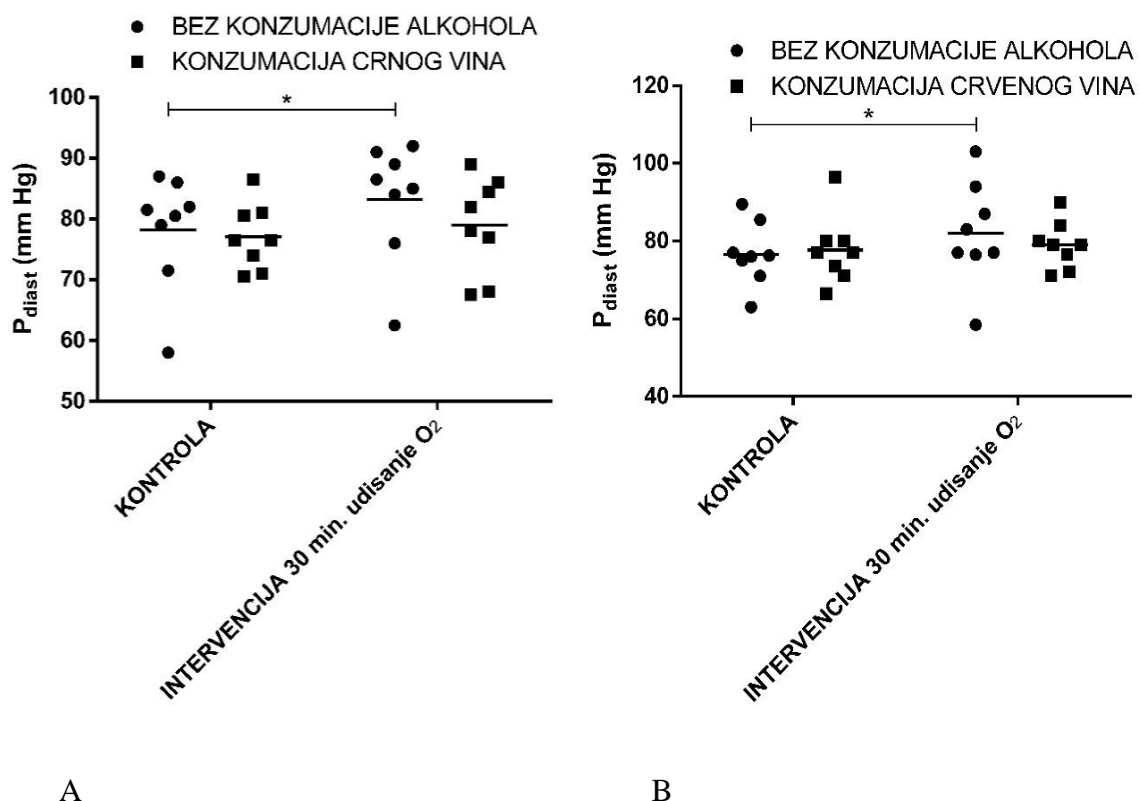 BEZ KONZUMACIJE ALKOHOLA
KONZUMACIJA CRNOG VINA
100
90
80
70
60
50
Pdiast (mm Hg)
*
KONTROLA
INTERVENCIJA 30 min. udisanje O2
A
BEZ KONZUMACIJE ALKOHOLA
KONZUMACIJA CRVENOG VINA
120
100
80
60
40
Pdiast (mm Hg)
*
KONTROLA
INTERVENCIJA 30 min. udisanje O2
B